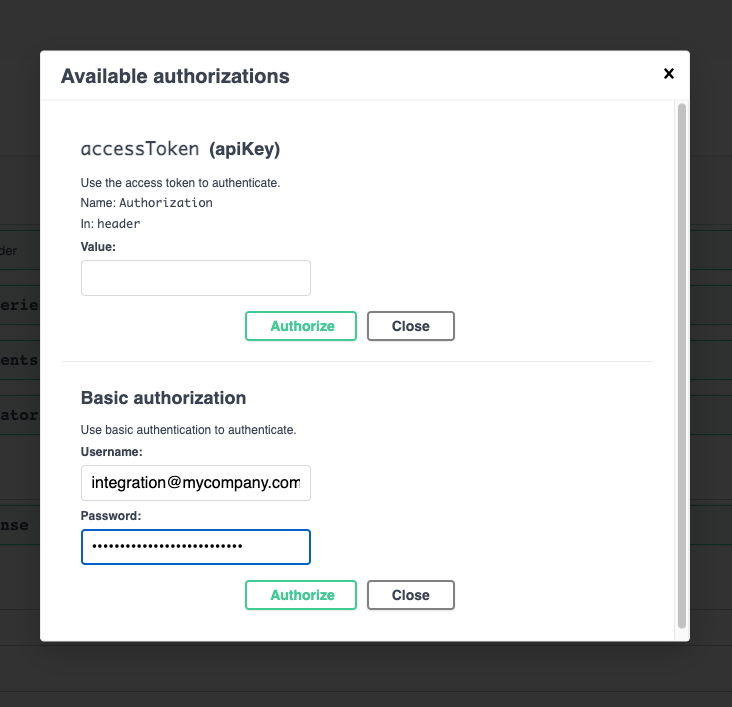 Available authorizations
×
accessToken (apiKey)
Use the access token to authenticate.
Name: Authorization
In: header
Value:
Authorize Close
Basic authorization
Use basic authentication to authenticate.
Username:
integration@mycompany.com
Password:
•••••••••••••••••••••••••••
Authorize Close
der
erie
ents
ator
nse